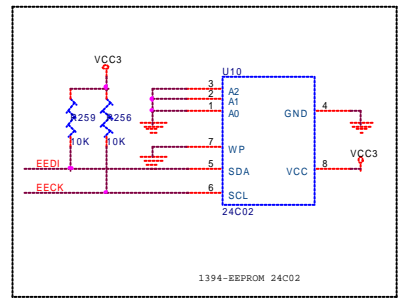 VCC3
U10
3 A2
2 A1
1 A0
GND 4
R259 R256
7 WP
10K 10K
VCC3
EEDI 5 SDA VCC 8
EECK 6 SCL
24C02
1394-EEPROM 24C02